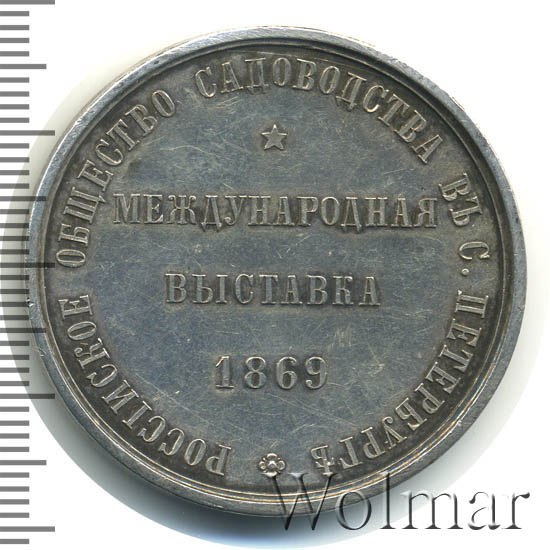 РОССІЙСКОЕ ОБЩЕСТВО САДОВОДСТВА ВЪ С. ПЕТЕРБУРГѢ
МЕЖДУНАРОДНАЯ
ВЫСТАВКА
1869
Wolmar